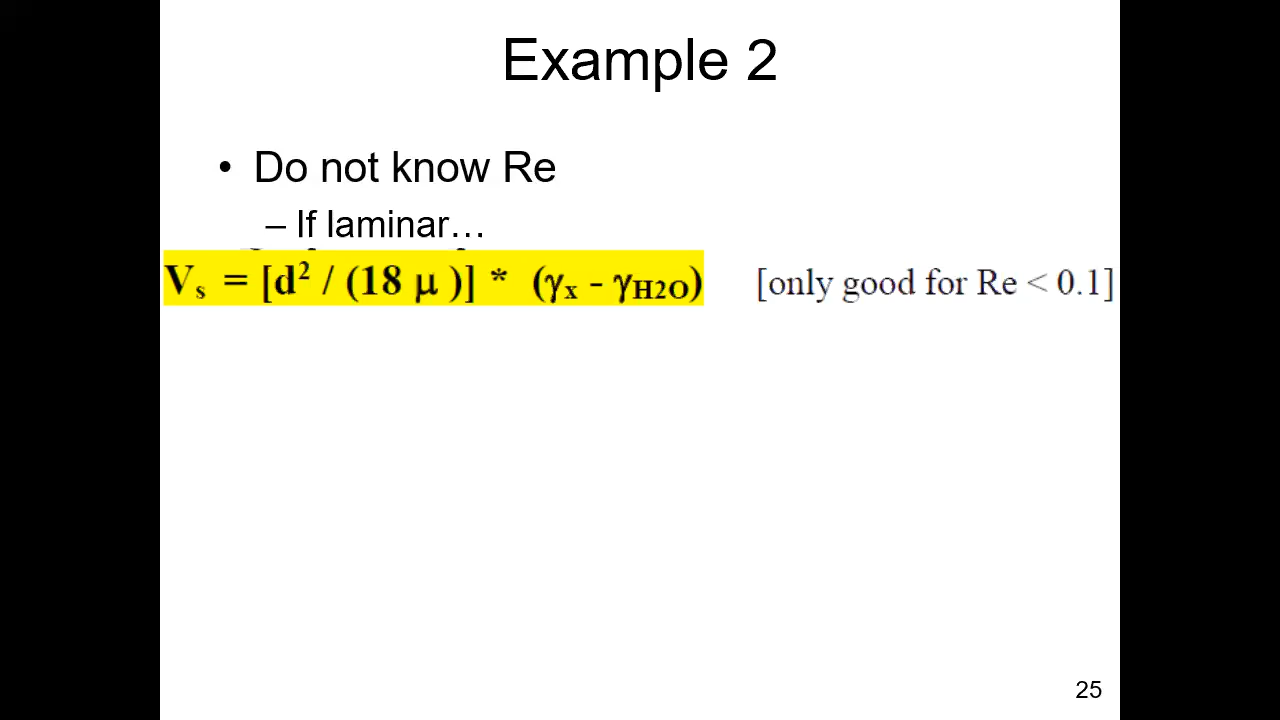 Example 2
• Do not know Re
– If laminar…
Vs = [d² / (18 μ )] * (γx - γH2O) [only good for Re < 0.1]
25